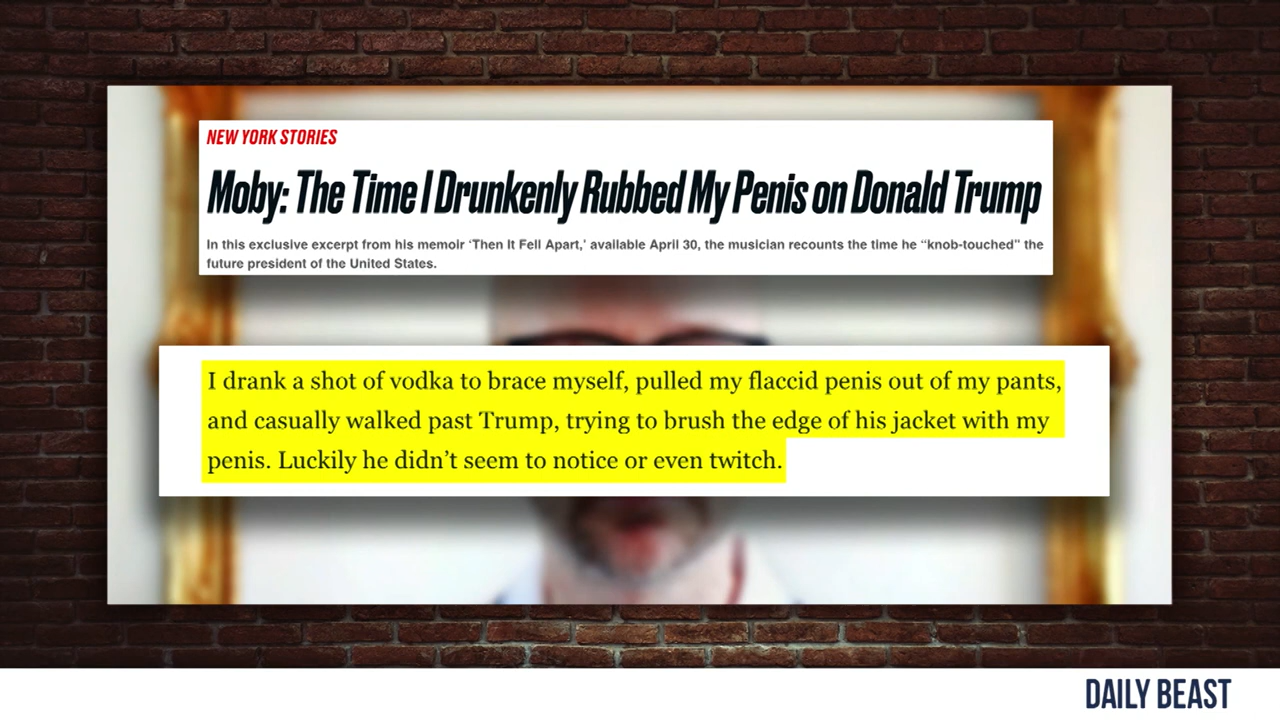 NEW YORK STORIES
Moby: The Time I Drunkenly Rubbed My Penis on Donald Trump
In this exclusive excerpt from his memoir ‘Then It Fell Apart,’ available April 30, the musician recounts the time he “knob-touched” the
future president of the United States.
I drank a shot of vodka to brace myself, pulled my flaccid penis out of my pants,
and casually walked past Trump, trying to brush the edge of his jacket with my
penis. Luckily he didn’t seem to notice or even twitch.
DAILY BEAST